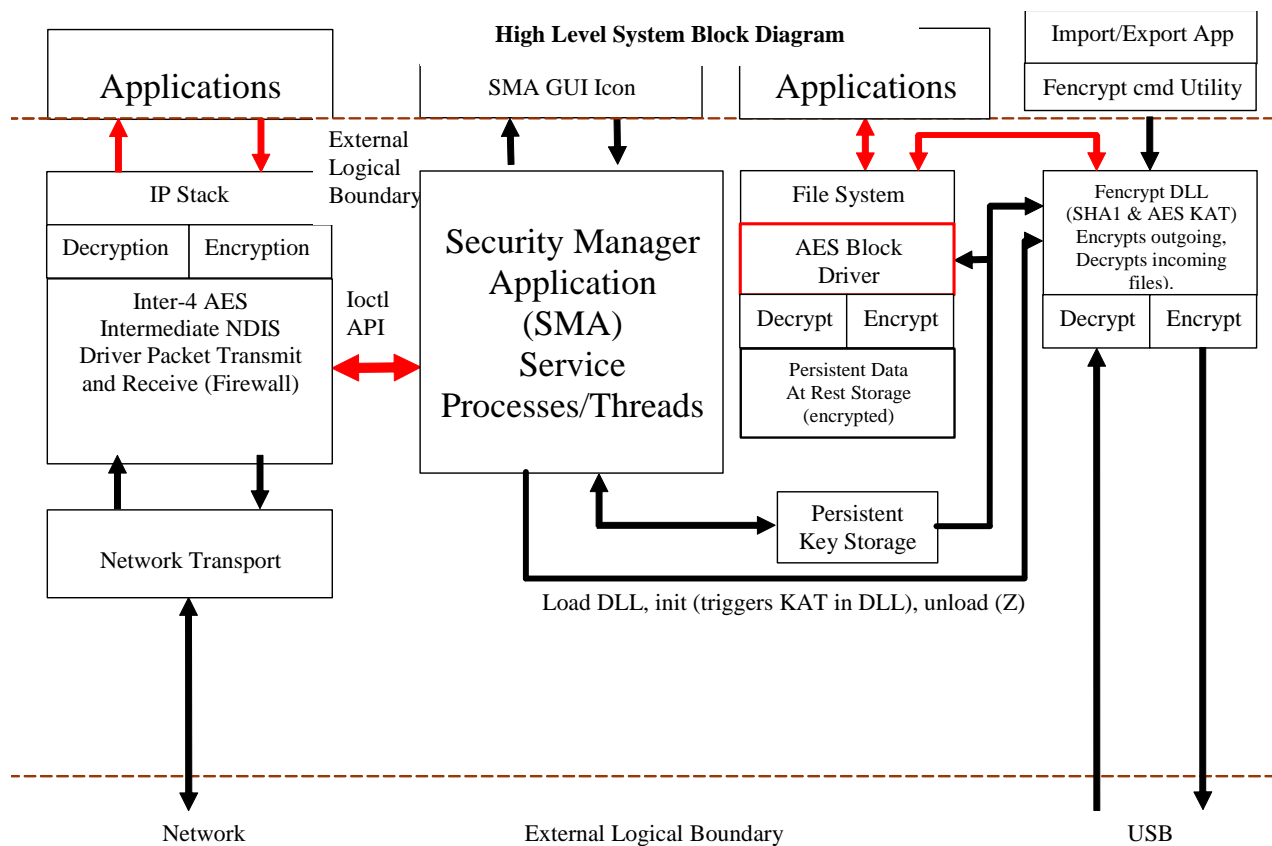 High Level System Block Diagram
Applications
SMA GUI Icon
Applications
Import/Export App
Fencrypt cmd Utility
External
Logical
Boundary
IP Stack
Decryption
Encryption
Inter-4 AES
Intermediate NDIS
Driver Packet Transmit
and Receive (Firewall)
Ioctl
API
Security Manager
Application
(SMA)
Service
Processes/Threads
File System
AES Block
Driver
Decrypt
Encrypt
Persistent Data
At Rest Storage
(encrypted)
Fencrypt DLL
(SHA1 & AES KAT)
Encrypts outgoing,
Decrypts incoming
files).
Decrypt
Encrypt
Network Transport
Persistent
Key Storage
Load DLL, init (triggers KAT in DLL), unload (Z)
Network
External Logical Boundary
USB